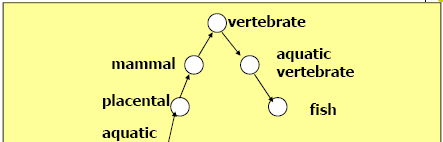 vertebrate
mammal
aquatic
vertebrate
placental
fish
aquatic